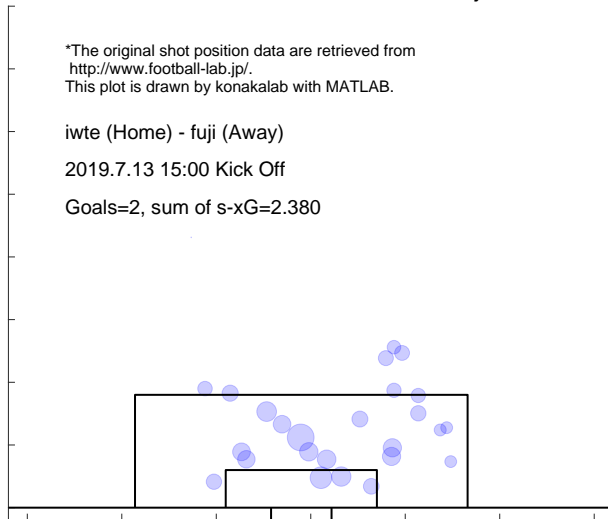 *The original shot position data are retrieved from
http://www.football-lab.jp/.
This plot is drawn by konakalab with MATLAB.
iwte (Home) - fuji (Away)
2019.7.13 15:00 Kick Off
Goals=2, sum of s-xG=2.380